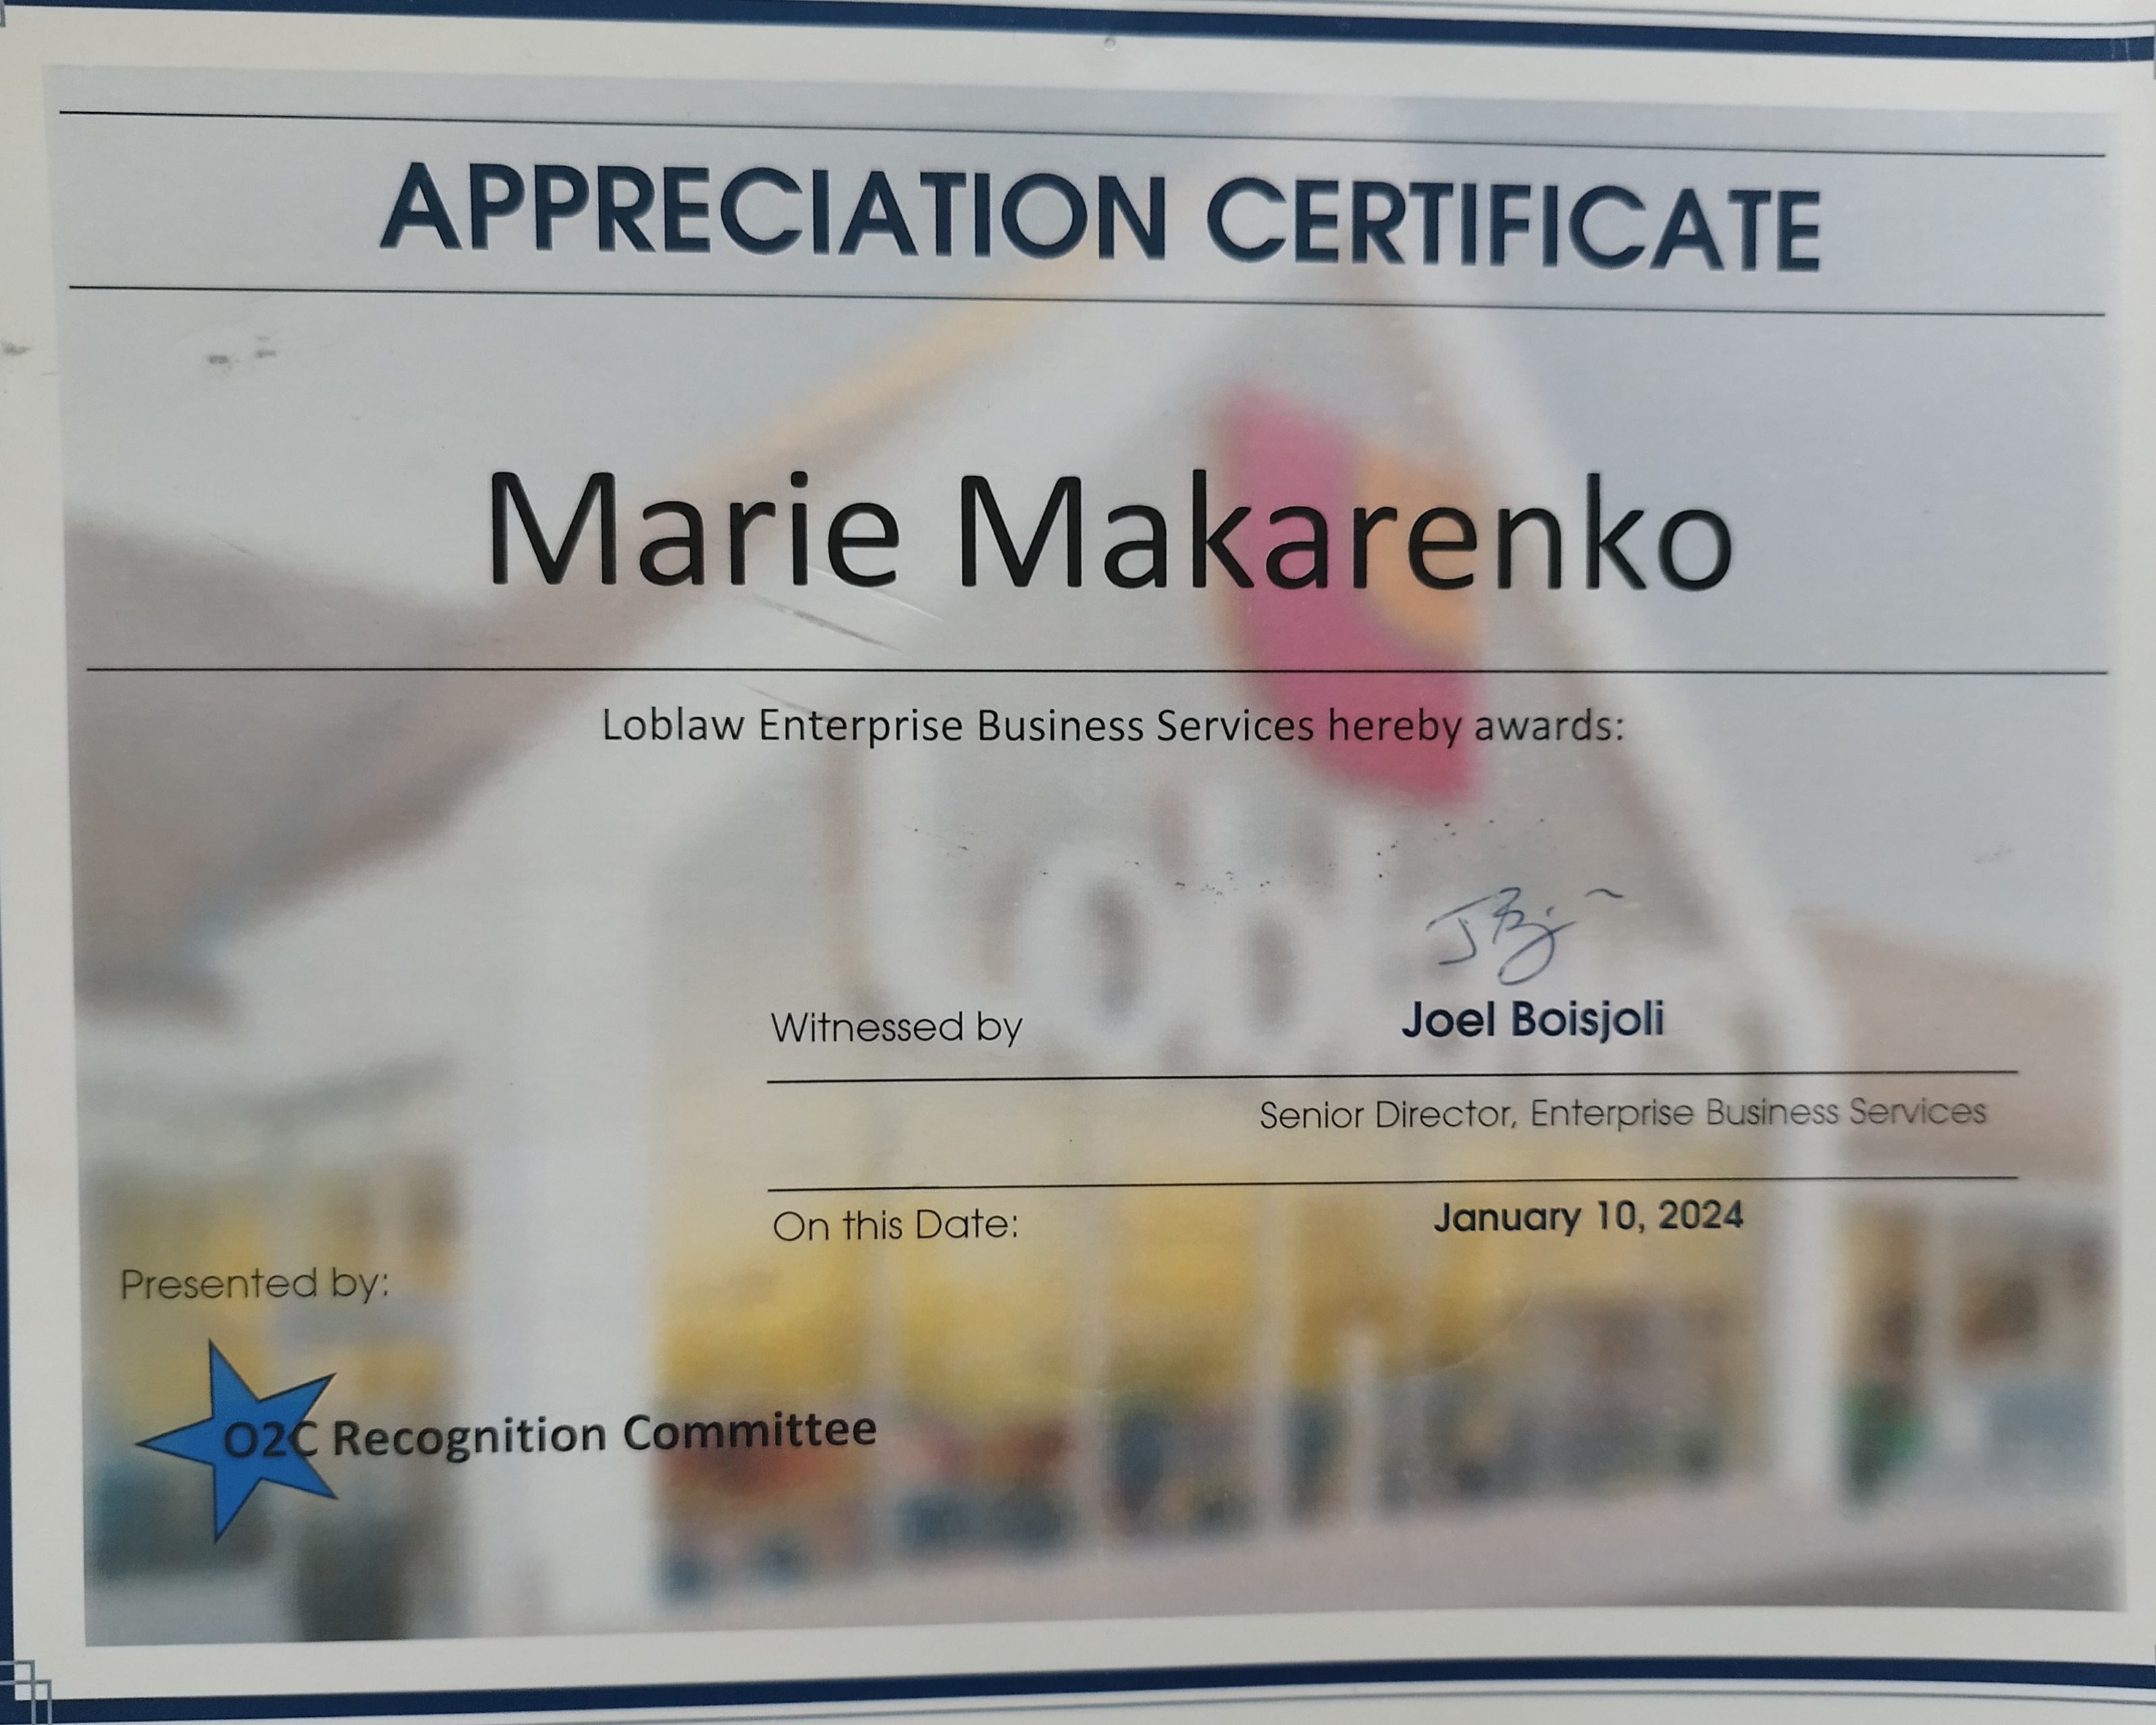 APPRECIATION CERTIFICATE
Marie Makarenko
Loblaw Enterprise Business Services hereby awards:
Witnessed by Joel Boisjoli
Senior Director, Enterprise Business Services
On this Date: January 10, 2024
Presented by:
O2C Recognition Committee